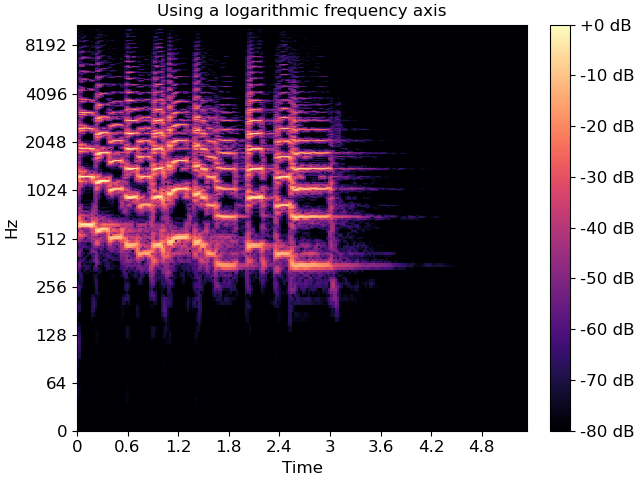 Using a logarithmic frequency axis
8192
4096
2048
1024
512
256
128
64
0
Hz
0 0.6 1.2 1.8 2.4 3 3.6 4.2 4.8
Time
+0 dB
-10 dB
-20 dB
-30 dB
-40 dB
-50 dB
-60 dB
-70 dB
-80 dB